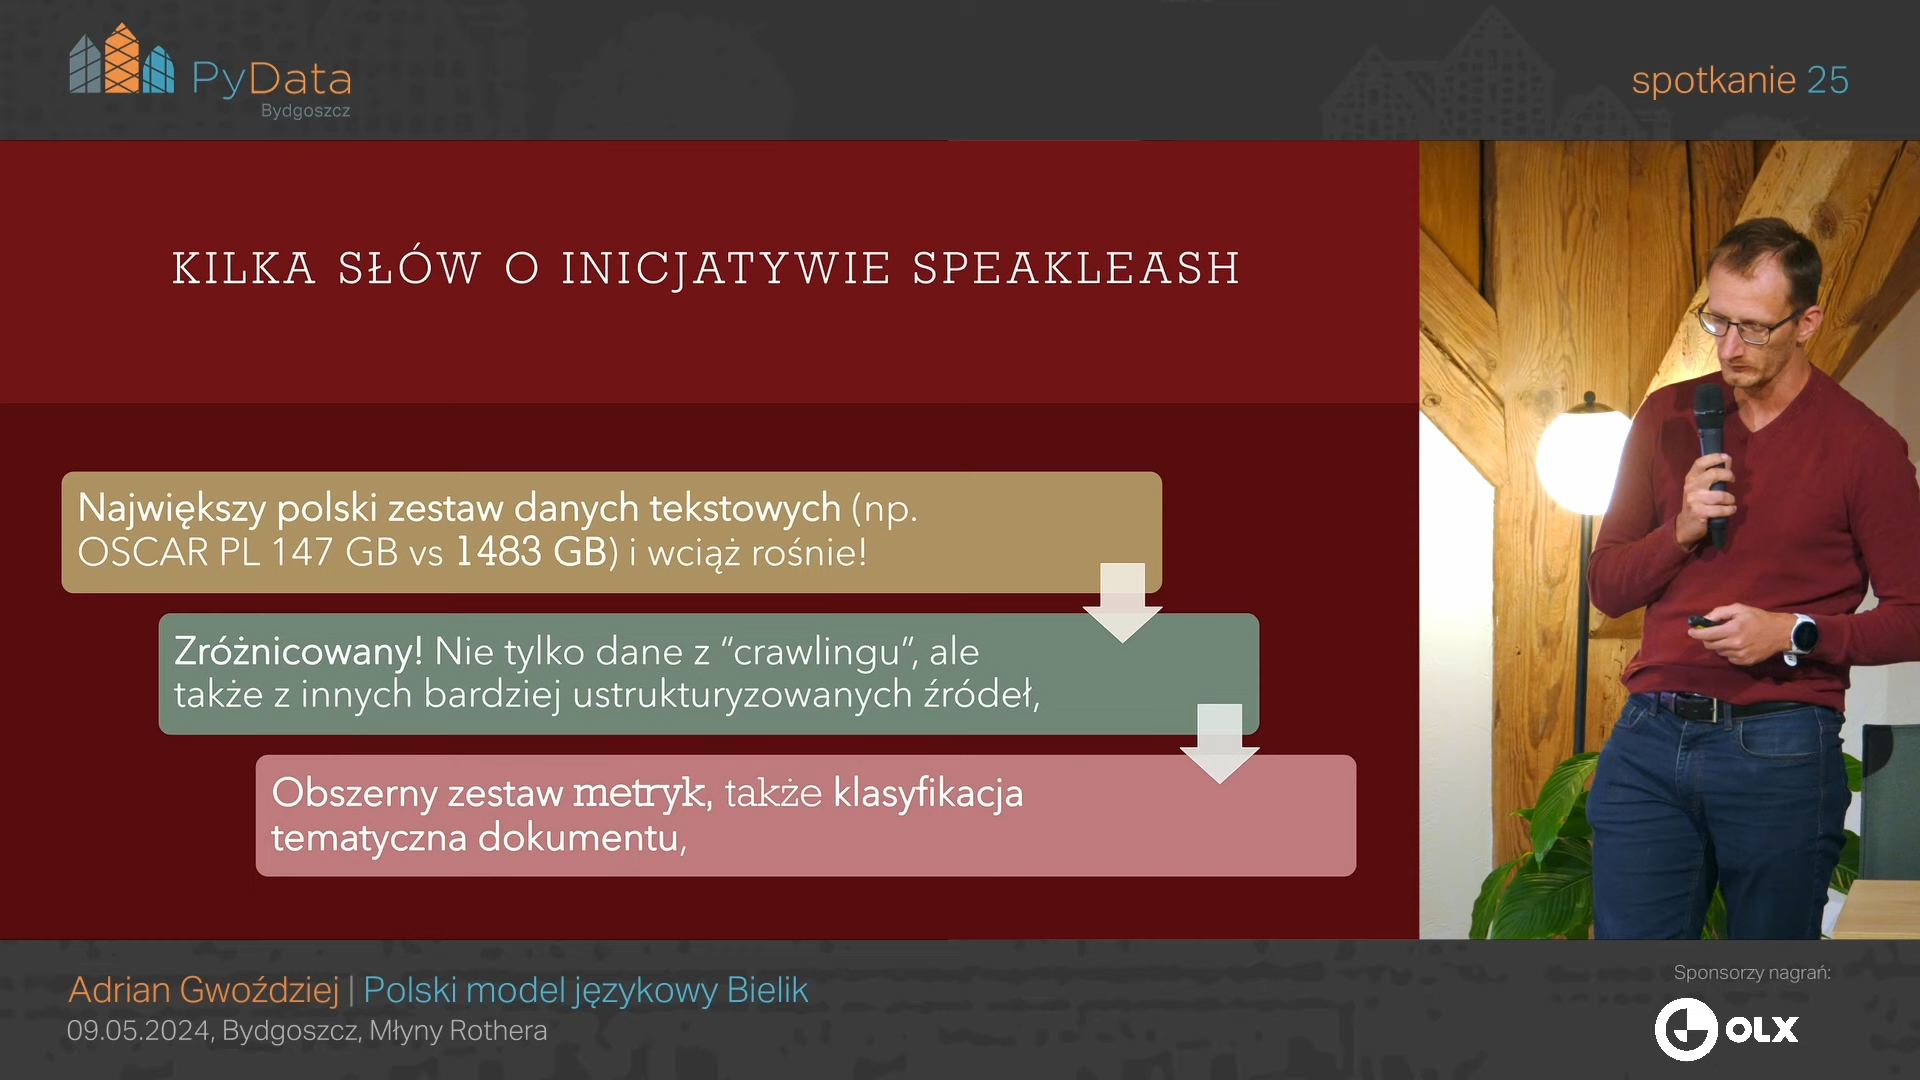 PyData
Bydgoszcz
spotkanie 25
KILKA SŁÓW O INICJATYWIE SPEAKLEASH
Największy polski zestaw danych tekstowych (np.
OSCAR PL 147 GB vs 1483 GB) i wciąż rośnie!
Zróżnicowany! Nie tylko dane z “crawlingu”, ale
także z innych bardziej ustrukturyzowanych źródeł,
Obszerny zestaw metryk, także klasyfikacja
tematyczna dokumentu,
Adrian Gwoździej | Polski model językowy Bielik
09.05.2024, Bydgoszcz, Młyny Rothera
Sponsorzy nagrań:
OLX